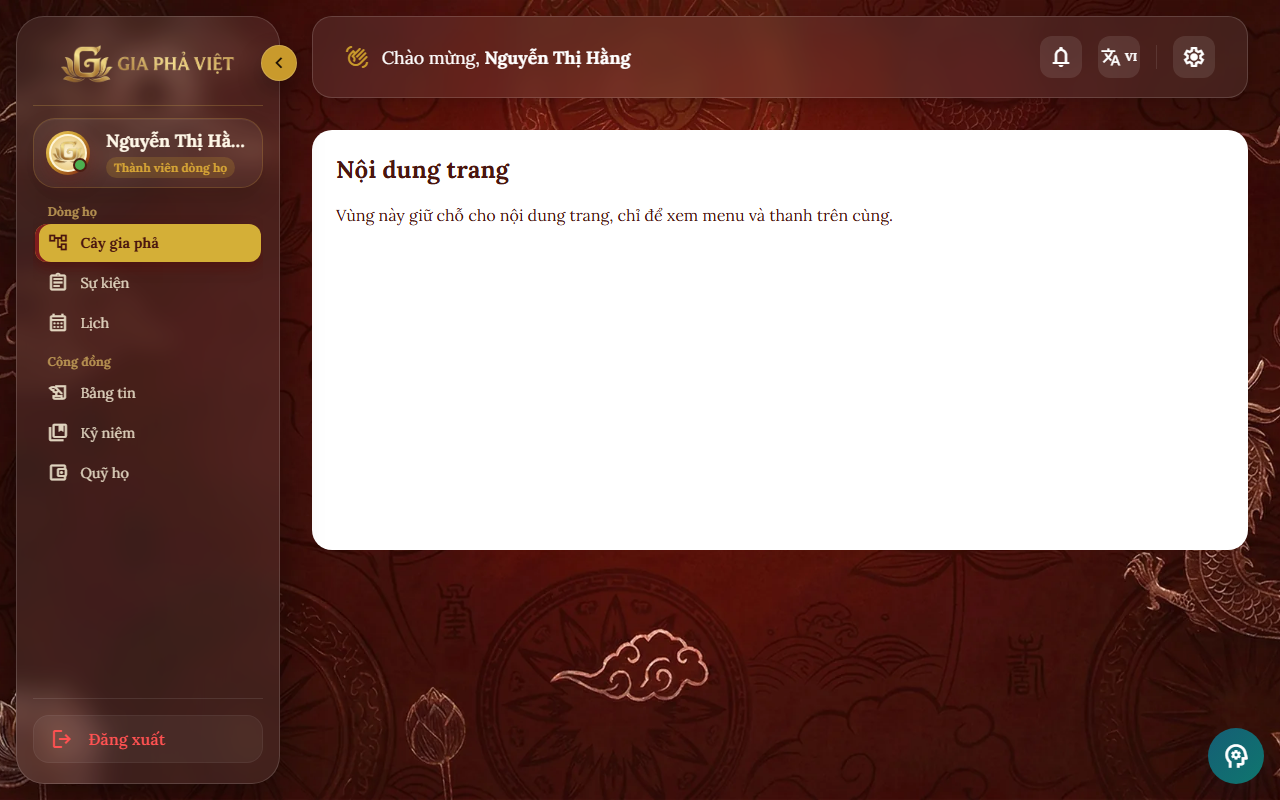 GIA PHẢ VIỆT
Nguyễn Thị Hằ...
Thành viên dòng họ
Dòng họ
Cây gia phả
Sự kiện
Lịch
Cộng đồng
Bảng tin
Kỷ niệm
Quỹ họ
Đăng xuất
Chào mừng, Nguyễn Thị Hằng
VI
Nội dung trang
Vùng này giữ chỗ cho nội dung trang, chỉ để xem menu và thanh trên cùng.